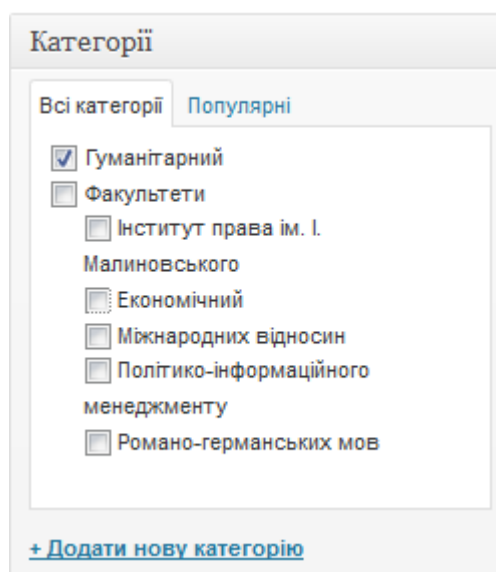 Категорії
Всі категорії Популярні
Гуманітарний
Факультети
Інститут права ім. І.
Малиновського
Економічний
Міжнародних відносин
Політико-інформаційного
менеджменту
Романо-германських мов
+ Додати нову категорію